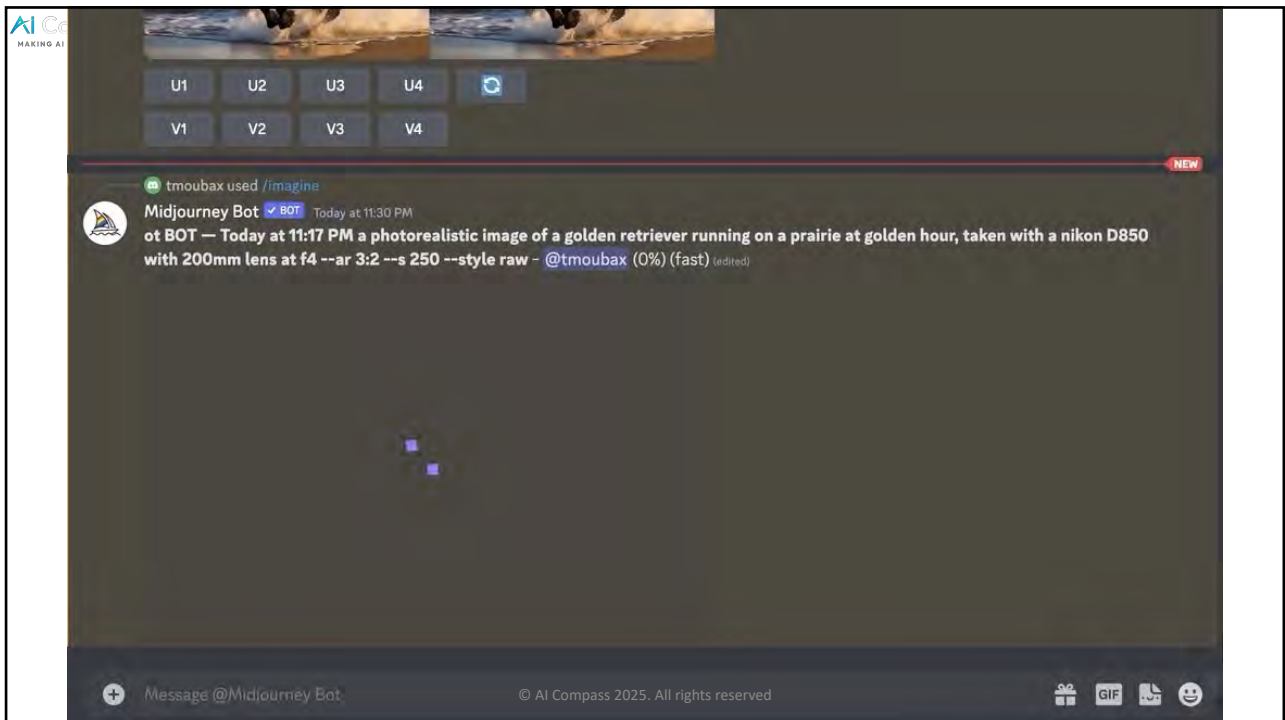 AI Co
MAKING AI
U1 U2 U3 U4
V1 V2 V3 V4
NEW
tmoubax used /imagine
Midjourney Bot ✓ BOT Today at 11:30 PM
ot BOT — Today at 11:17 PM a photorealistic image of a golden retriever running on a prairie at golden hour, taken with a nikon D850
with 200mm lens at f4 --ar 3:2 --s 250 --style raw - @tmoubax (0%) (fast) (edited)
Message @Midjourney Bot
© AI Compass 2025. All rights reserved
GIF